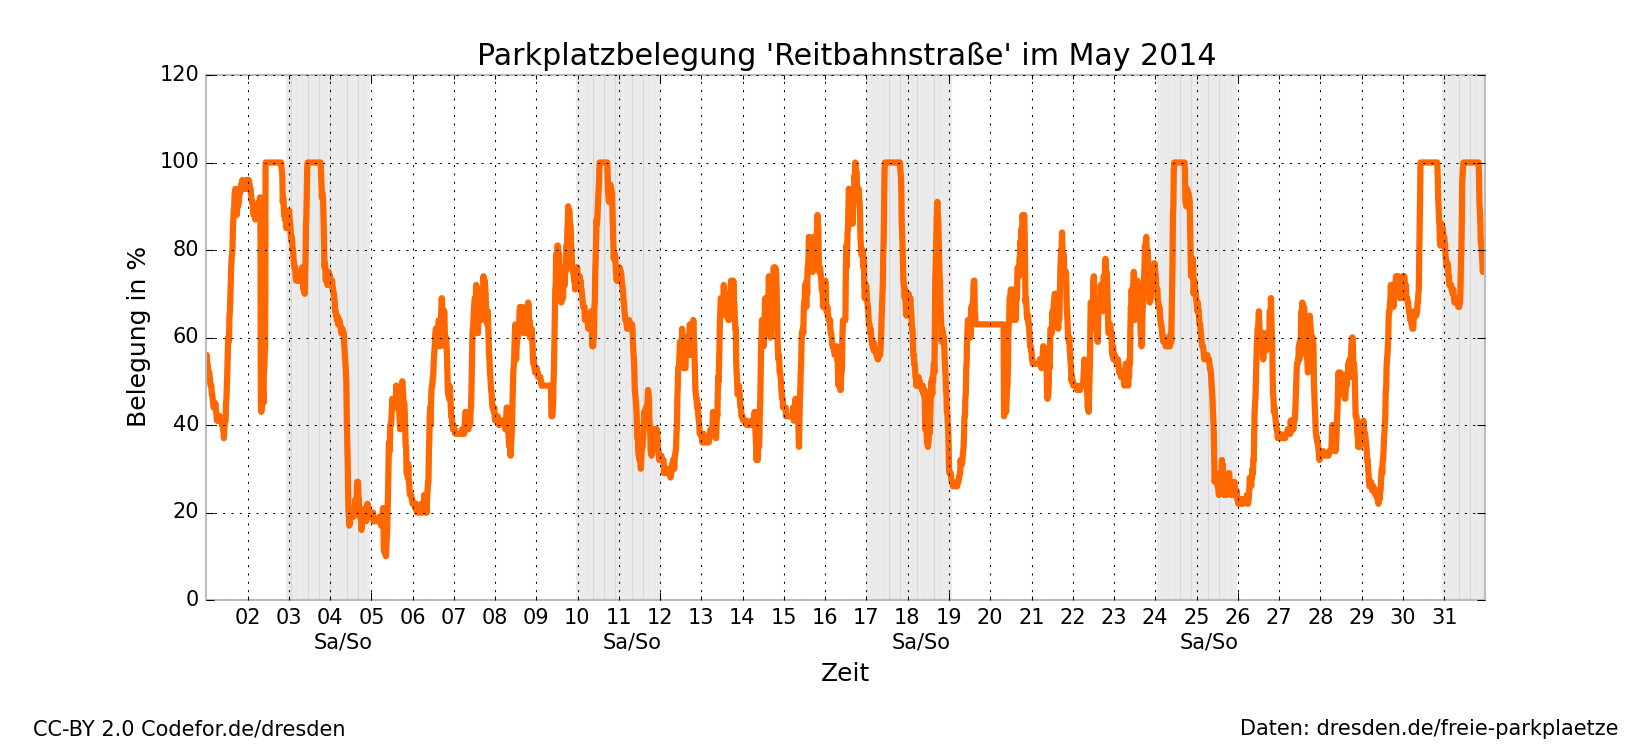 Parkplatzbelegung 'Reitbahnstraße' im May 2014
120
100
80
60
40
20
0
Belegung in %
02 03 04 05 06 07 08 09 10 11 12 13 14 15 16 17 18 19 20 21 22 23 24 25 26 27 28 29 30 31
Sa/So Sa/So Sa/So Sa/So
Zeit
CC-BY 2.0 Codefor.de/dresden
Daten: dresden.de/freie-parkplaetze